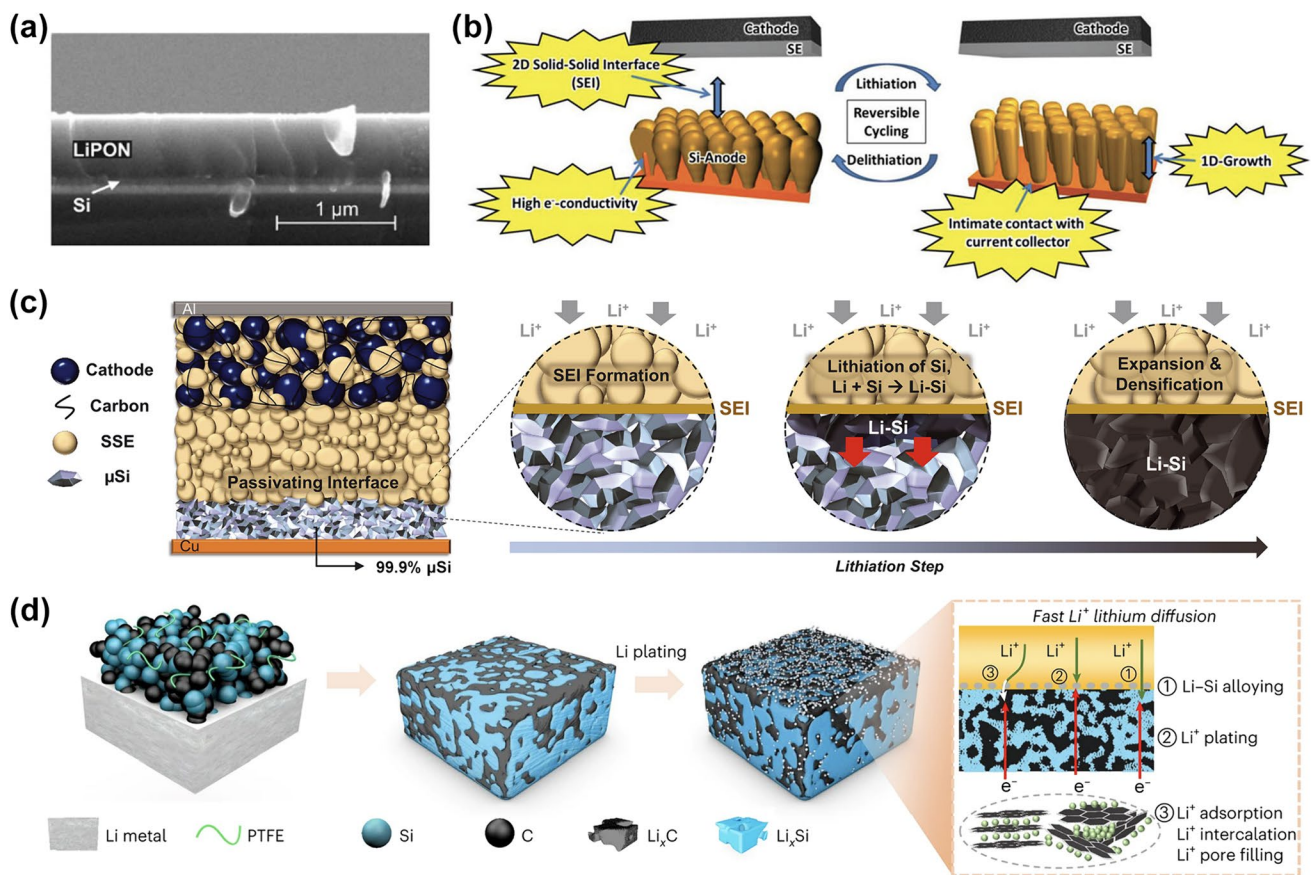 (a)
LiPON
Si
1 μm
(b)
Cathode
SE
2D Solid-Solid Interface
(SEI)
Si-Anode
High e⁻-conductivity
Lithiation
Reversible
Cycling
Delithiation
Cathode
SE
1D-Growth
Intimate contact with
current collector
(c)
Cathode
Carbon
SSE
μSi
Al
Passivating Interface
Cu
99.9% μSi
Li⁺
Li⁺
Li⁺
SEI Formation
SEI
Li⁺
Li⁺
Li⁺
Lithiation of Si,
Li + Si → Li-Si
SEI
Li-Si
Li⁺
Li⁺
Li⁺
Expansion &
Densification
SEI
Li-Si
Lithiation Step
(d)
Li plating
Li metal
PTFE
Si
C
LiₓC
LiₓSi
Fast Li⁺ lithium diffusion
Li⁺ Li⁺ Li⁺
③ ② ①
① Li–Si alloying
② Li⁺ plating
e⁻ e⁻ e⁻
③ Li⁺ adsorption
Li⁺ intercalation
Li⁺ pore filling